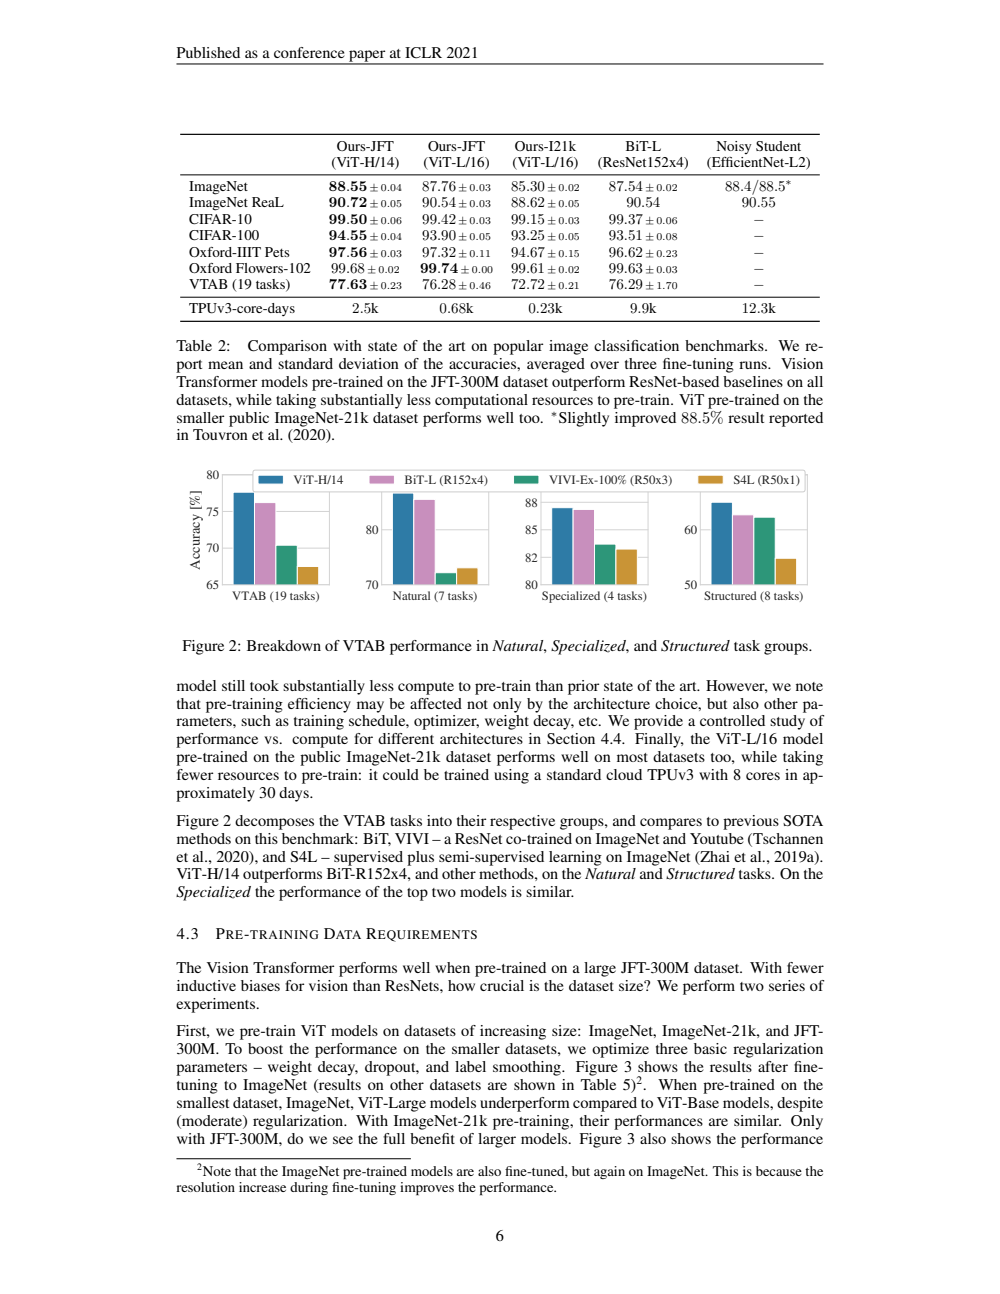 Published as a conference paper at ICLR 2021
Ours-JFT Ours-JFT Ours-I21k BiT-L Noisy Student
(ViT-H/14) (ViT-L/16) (ViT-L/16) (ResNet152x4) (EfficientNet-L2)
ImageNet 88.55 ± 0.04 87.76 ± 0.03 85.30 ± 0.02 87.54 ± 0.02 88.4/88.5*
ImageNet ReaL 90.72 ± 0.05 90.54 ± 0.03 88.62 ± 0.05 90.54 90.55
CIFAR-10 99.50 ± 0.06 99.42 ± 0.03 99.15 ± 0.03 99.37 ± 0.06 −
CIFAR-100 94.55 ± 0.04 93.90 ± 0.05 93.25 ± 0.05 93.51 ± 0.08 −
Oxford-IIIT Pets 97.56 ± 0.03 97.32 ± 0.11 94.67 ± 0.15 96.62 ± 0.23 −
Oxford Flowers-102 99.68 ± 0.02 99.74 ± 0.00 99.61 ± 0.02 99.63 ± 0.03 −
VTAB (19 tasks) 77.63 ± 0.23 76.28 ± 0.46 72.72 ± 0.21 76.29 ± 1.70 −
TPUv3-core-days 2.5k 0.68k 0.23k 9.9k 12.3k
Table 2: Comparison with state of the art on popular image classification benchmarks. We re-
port mean and standard deviation of the accuracies, averaged over three fine-tuning runs. Vision
Transformer models pre-trained on the JFT-300M dataset outperform ResNet-based baselines on all
datasets, while taking substantially less computational resources to pre-train. ViT pre-trained on the
smaller public ImageNet-21k dataset performs well too. *Slightly improved 88.5% result reported
in Touvron et al. (2020).
ViT-H/14 BiT-L (R152x4) VIVI-Ex-100% (R50x3) S4L (R50x1)
Accuracy [%]
80
75
70
65
VTAB (19 tasks)
80
70
Natural (7 tasks)
88
85
82
80
Specialized (4 tasks)
60
50
Structured (8 tasks)
Figure 2: Breakdown of VTAB performance in Natural, Specialized, and Structured task groups.
model still took substantially less compute to pre-train than prior state of the art. However, we note
that pre-training efficiency may be affected not only by the architecture choice, but also other pa-
rameters, such as training schedule, optimizer, weight decay, etc. We provide a controlled study of
performance vs. compute for different architectures in Section 4.4. Finally, the ViT-L/16 model
pre-trained on the public ImageNet-21k dataset performs well on most datasets too, while taking
fewer resources to pre-train: it could be trained using a standard cloud TPUv3 with 8 cores in ap-
proximately 30 days.
Figure 2 decomposes the VTAB tasks into their respective groups, and compares to previous SOTA
methods on this benchmark: BiT, VIVI – a ResNet co-trained on ImageNet and Youtube (Tschannen
et al., 2020), and S4L – supervised plus semi-supervised learning on ImageNet (Zhai et al., 2019a).
ViT-H/14 outperforms BiT-R152x4, and other methods, on the Natural and Structured tasks. On the
Specialized the performance of the top two models is similar.
4.3 PRE-TRAINING DATA REQUIREMENTS
The Vision Transformer performs well when pre-trained on a large JFT-300M dataset. With fewer
inductive biases for vision than ResNets, how crucial is the dataset size? We perform two series of
experiments.
First, we pre-train ViT models on datasets of increasing size: ImageNet, ImageNet-21k, and JFT-
300M. To boost the performance on the smaller datasets, we optimize three basic regularization
parameters – weight decay, dropout, and label smoothing. Figure 3 shows the results after fine-
tuning to ImageNet (results on other datasets are shown in Table 5)². When pre-trained on the
smallest dataset, ImageNet, ViT-Large models underperform compared to ViT-Base models, despite
(moderate) regularization. With ImageNet-21k pre-training, their performances are similar. Only
with JFT-300M, do we see the full benefit of larger models. Figure 3 also shows the performance
²Note that the ImageNet pre-trained models are also fine-tuned, but again on ImageNet. This is because the
resolution increase during fine-tuning improves the performance.
6